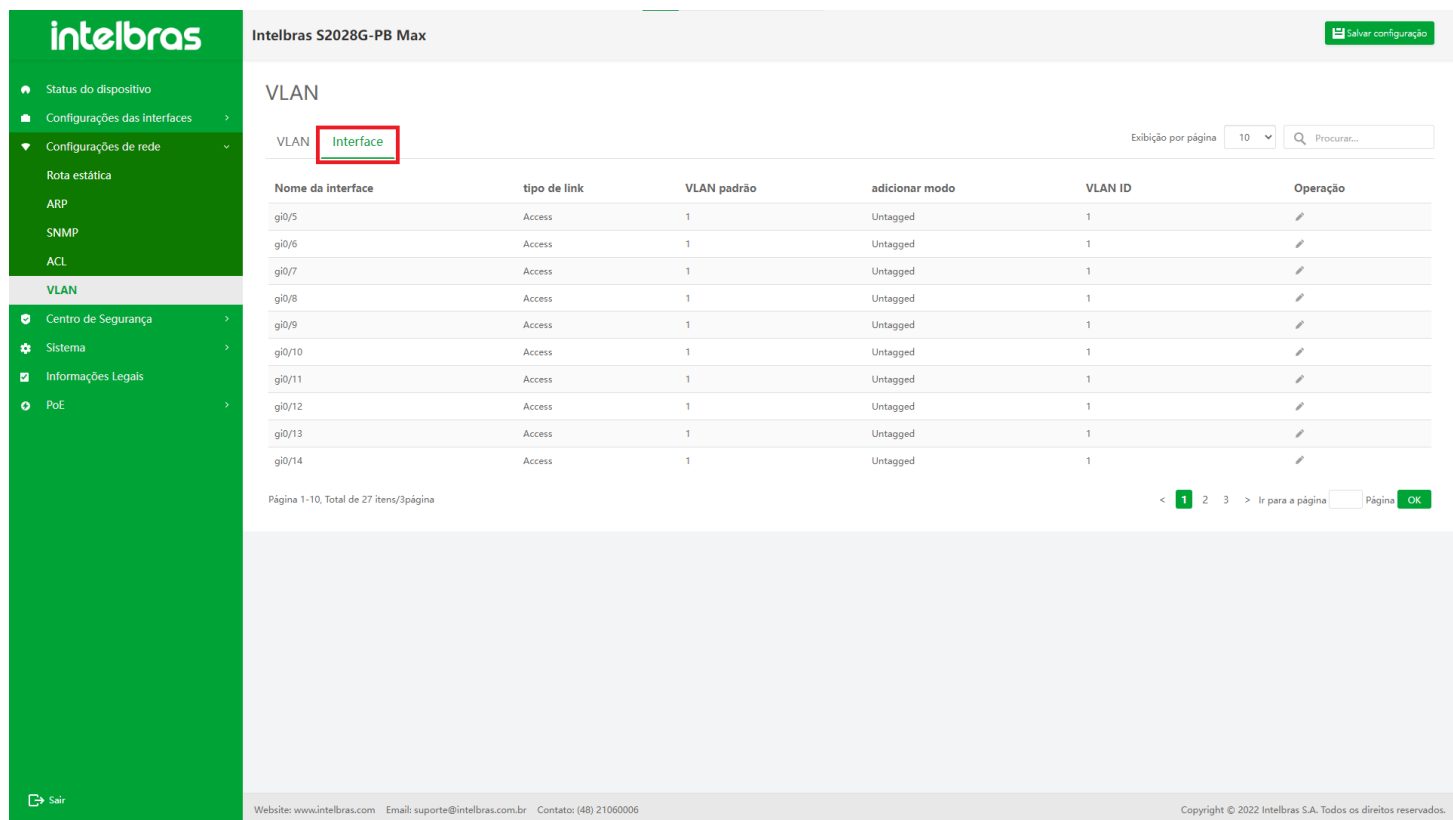 intelbras
Intelbras S2028G-PB Max
Salvar configuração
Status do dispositivo
Configurações das interfaces
Configurações de rede
Rota estática
ARP
SNMP
ACL
VLAN
Centro de Segurança
Sistema
Informações Legais
PoE
Sair
VLAN
VLAN Interface
Exibição por página 10 Procurar...
Nome da interface tipo de link VLAN padrão adicionar modo VLAN ID Operação
gi0/5 Access 1 Untagged 1
gi0/6 Access 1 Untagged 1
gi0/7 Access 1 Untagged 1
gi0/8 Access 1 Untagged 1
gi0/9 Access 1 Untagged 1
gi0/10 Access 1 Untagged 1
gi0/11 Access 1 Untagged 1
gi0/12 Access 1 Untagged 1
gi0/13 Access 1 Untagged 1
gi0/14 Access 1 Untagged 1
Página 1-10, Total de 27 itens/3página
< 1 2 3 > Ir para a página Página OK
Website: www.intelbras.com Email: suporte@intelbras.com.br Contato: (48) 21060006
Copyright © 2022 Intelbras S.A. Todos os direitos reservados.